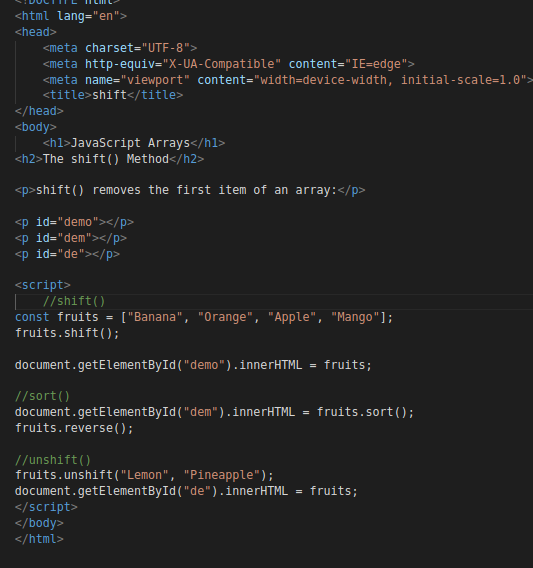 <!DOCTYPE html>
<html lang="en">
<head>
    <meta charset="UTF-8">
    <meta http-equiv="X-UA-Compatible" content="IE=edge">
    <meta name="viewport" content="width=device-width, initial-scale=1.0">
    <title>shift</title>
</head>
<body>
    <h1>JavaScript Arrays</h1>
<h2>The shift() Method</h2>

<p>shift() removes the first item of an array:</p>

<p id="demo"></p>
<p id="dem"></p>
<p id="de"></p>

<script>
    //shift()
const fruits = ["Banana", "Orange", "Apple", "Mango"];
fruits.shift();

document.getElementById("demo").innerHTML = fruits;

//sort()
document.getElementById("dem").innerHTML = fruits.sort();
fruits.reverse();

//unshift()
fruits.unshift("Lemon", "Pineapple");
document.getElementById("de").innerHTML = fruits;
</script>
</body>
</html>